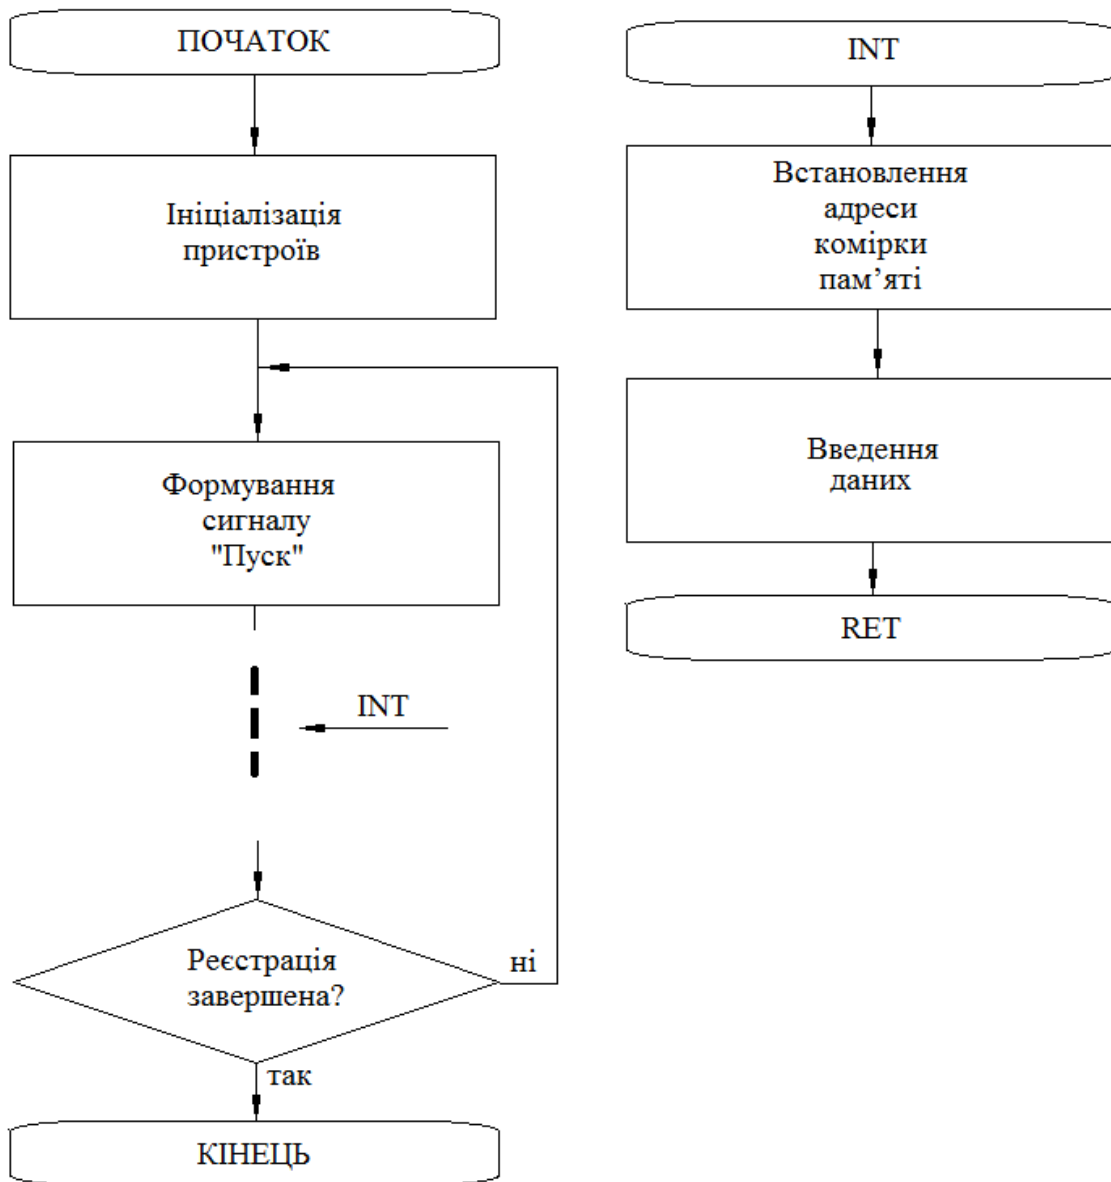 ПОЧАТОК
Ініціалізація
пристроїв
Формування
сигналу
"Пуск"
INT
Реєстрація
завершена?
ні
так
КІНЕЦЬ
INT
Встановлення
адреси
комірки
пам’яті
Введення
даних
RET